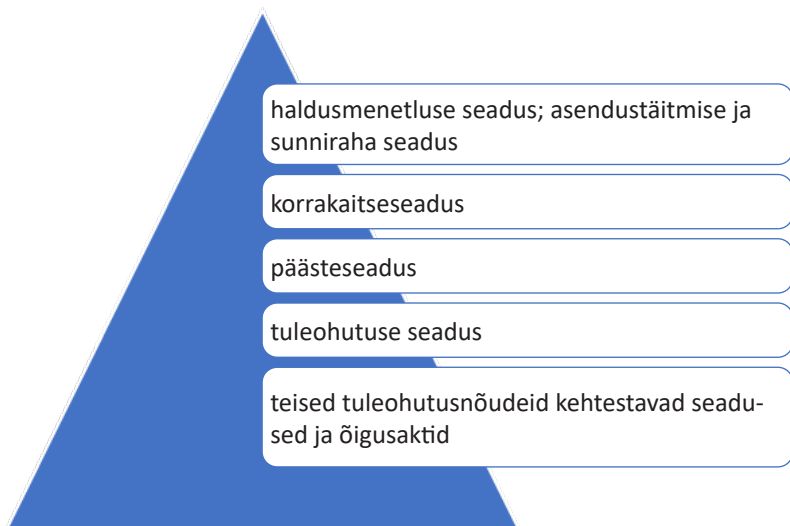 haldusmenetluse seadus; asendustäitmise ja
sunniraha seadus
korrakaitseseadus
päästeseadus
tuleohutuse seadus
teised tuleohutusnõudeid kehtestavad seadu-
sed ja õigusaktid